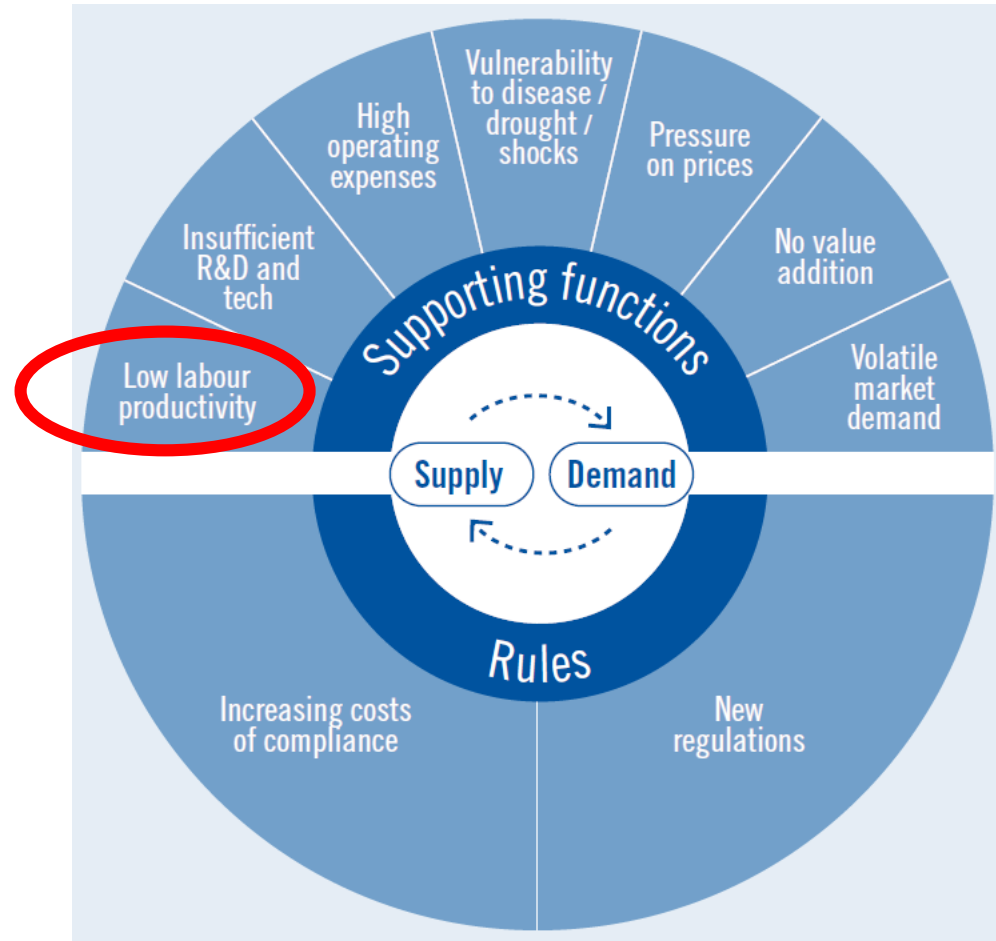 Vulnerability
to disease /
drought /
shocks
High
operating
expenses
Pressure
on prices
Insufficient
R&D and
tech
No value
addition
Low labour
productivity
Volatile
market
demand
Supporting functions
Supply
Demand
Rules
Increasing costs
of compliance
New
regulations